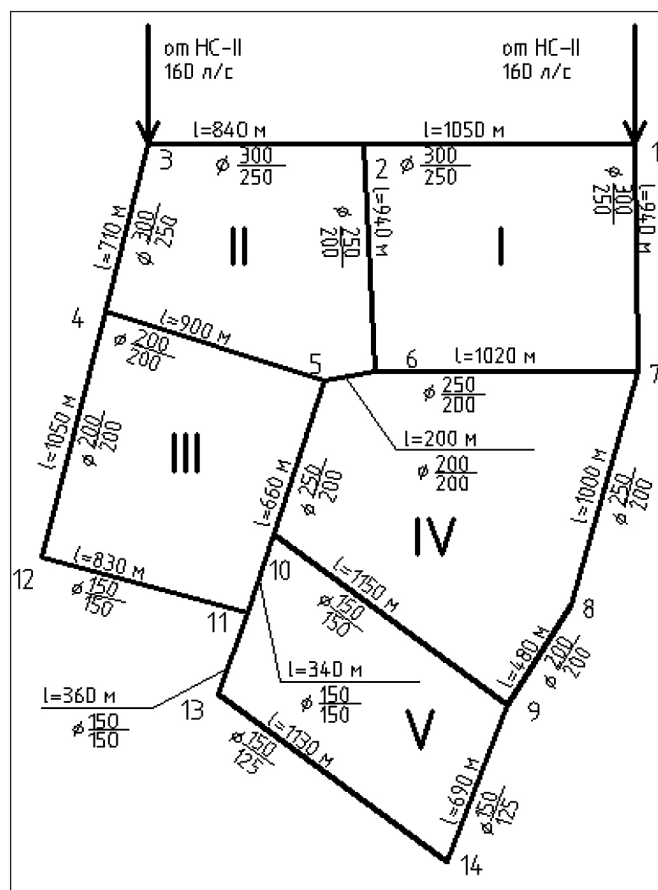 от НС-II
160 л/с
от НС-II
160 л/с
l=840 м
l=1050 м
3
ϕ 300/250
2
ϕ 300/250
1
l=710 м
ϕ 300/250
II
ϕ 250/200
l=940 м
I
ϕ 300/250
l=940 м
4
l=900 м
ϕ 200/200
5
6
l=1020 м
7
ϕ 250/200
l=1050 м
ϕ 200/200
III
l=200 м
ϕ 200/200
l=660 м
ϕ 250/200
IV
l=1000 м
ϕ 250/200
12
l=830 м
ϕ 150/150
10
l=1150 м
ϕ 150/150
8
11
l=480 м
ϕ 200/200
l=340 м
ϕ 150/150
l=360 м
ϕ 150/150
13
9
ϕ 150/125
l=1130 м
V
l=690 м
ϕ 150/125
14